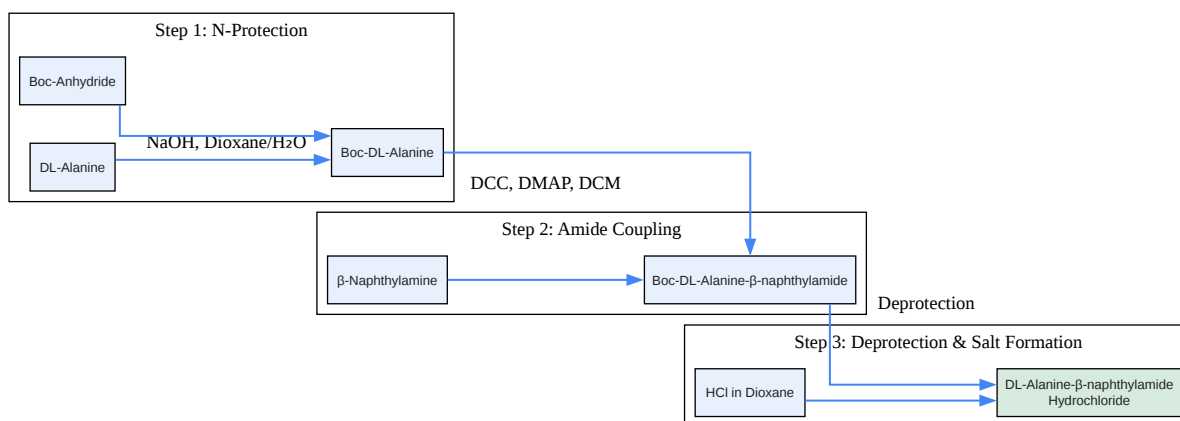 Step 1: N-Protection
Boc-Anhydride
NaOH, Dioxane/H₂O
Boc-DL-Alanine
DL-Alanine
DCC, DMAP, DCM
Step 2: Amide Coupling
β-Naphthylamine
Boc-DL-Alanine-β-naphthylamide
Deprotection
Step 3: Deprotection & Salt Formation
HCl in Dioxane
DL-Alanine-β-naphthylamide
Hydrochloride